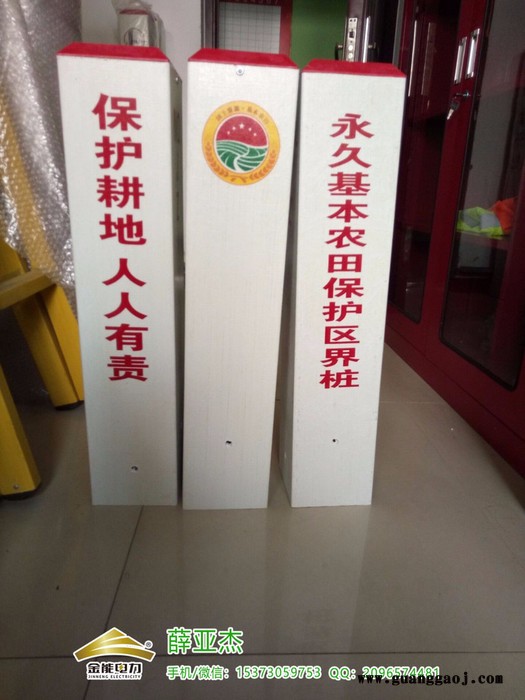 保护耕地 人人有责
永久基本农田保护区界桩
金能电力
JINNENG ELECTRICITY
薛亚杰
手机/微信：15373059753 QQ：2096574481
www.guanggaoj.com